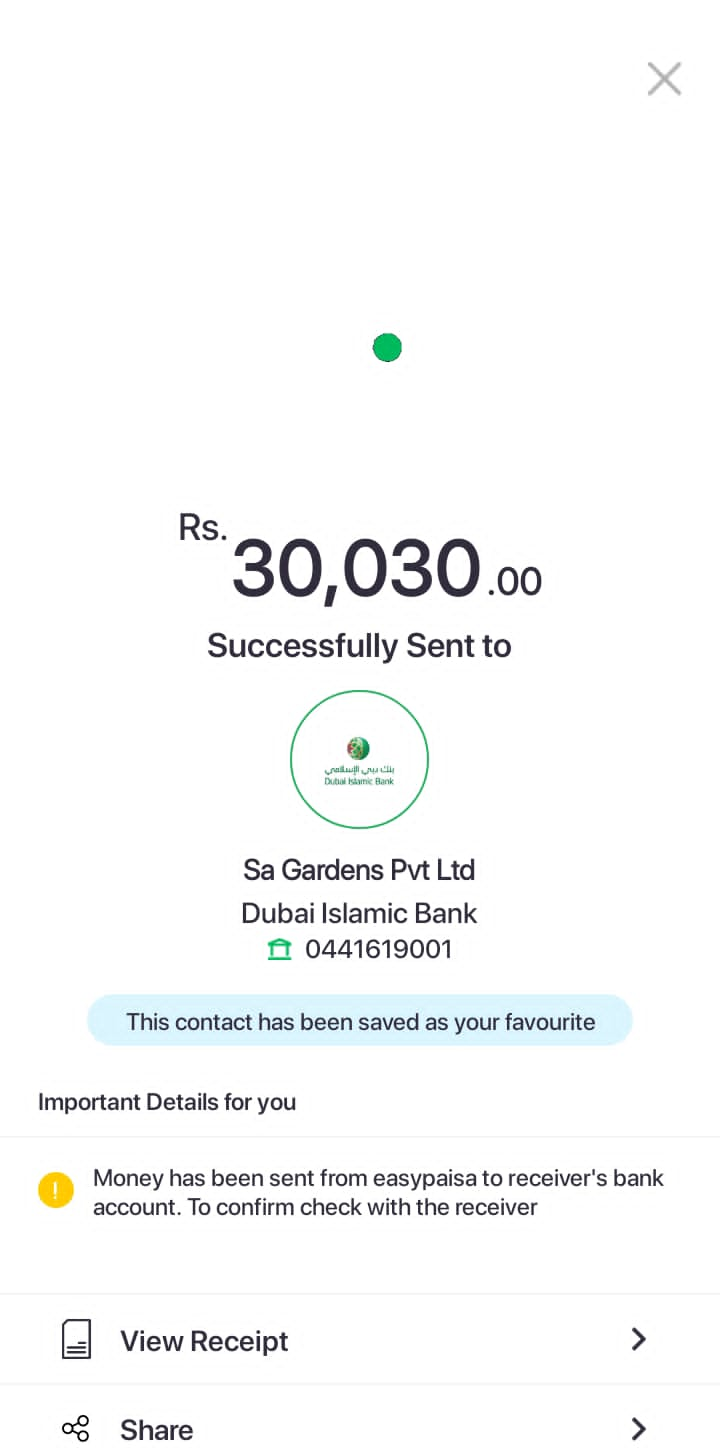 Rs.
30,030.00
Successfully Sent to
بنك دبي الإسلامي
Dubai Islamic Bank
Sa Gardens Pvt Ltd
Dubai Islamic Bank
0441619001
This contact has been saved as your favourite
Important Details for you
!
Money has been sent from easypaisa to receiver's bank
account. To confirm check with the receiver
View Receipt
Share